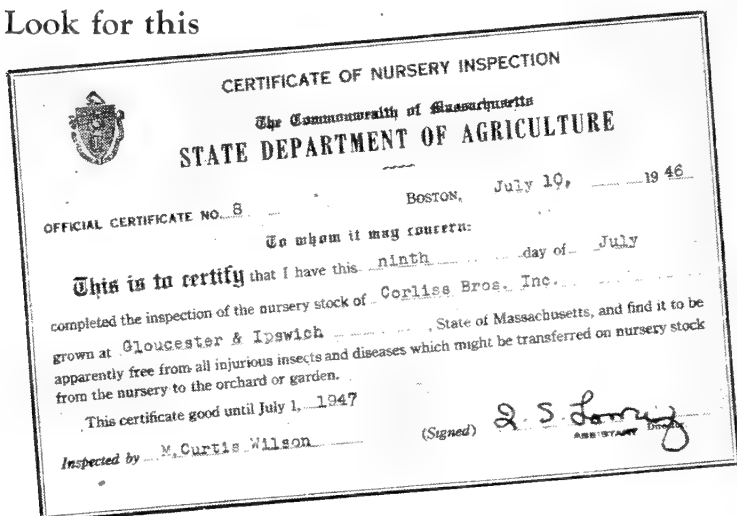 Look for this
CERTIFICATE OF NURSERY INSPECTION
The Commonwealth of Massachusetts
STATE DEPARTMENT OF AGRICULTURE
OFFICIAL CERTIFICATE NO. 8 BOSTON, July 10, 1946
To whom it may concern:
This is to certify that I have this ninth day of July
completed the inspection of the nursery stock of Corliss Bros. Inc.
grown at Gloucester & Ipswich, State of Massachusetts, and find it to be
apparently free from all injurious insects and diseases which might be transferred on nursery stock
from the nursery to the orchard or garden.
This certificate good until July 1, 1947
Inspected by M. Curtis Wilson (Signed)
ASSISTANT Director